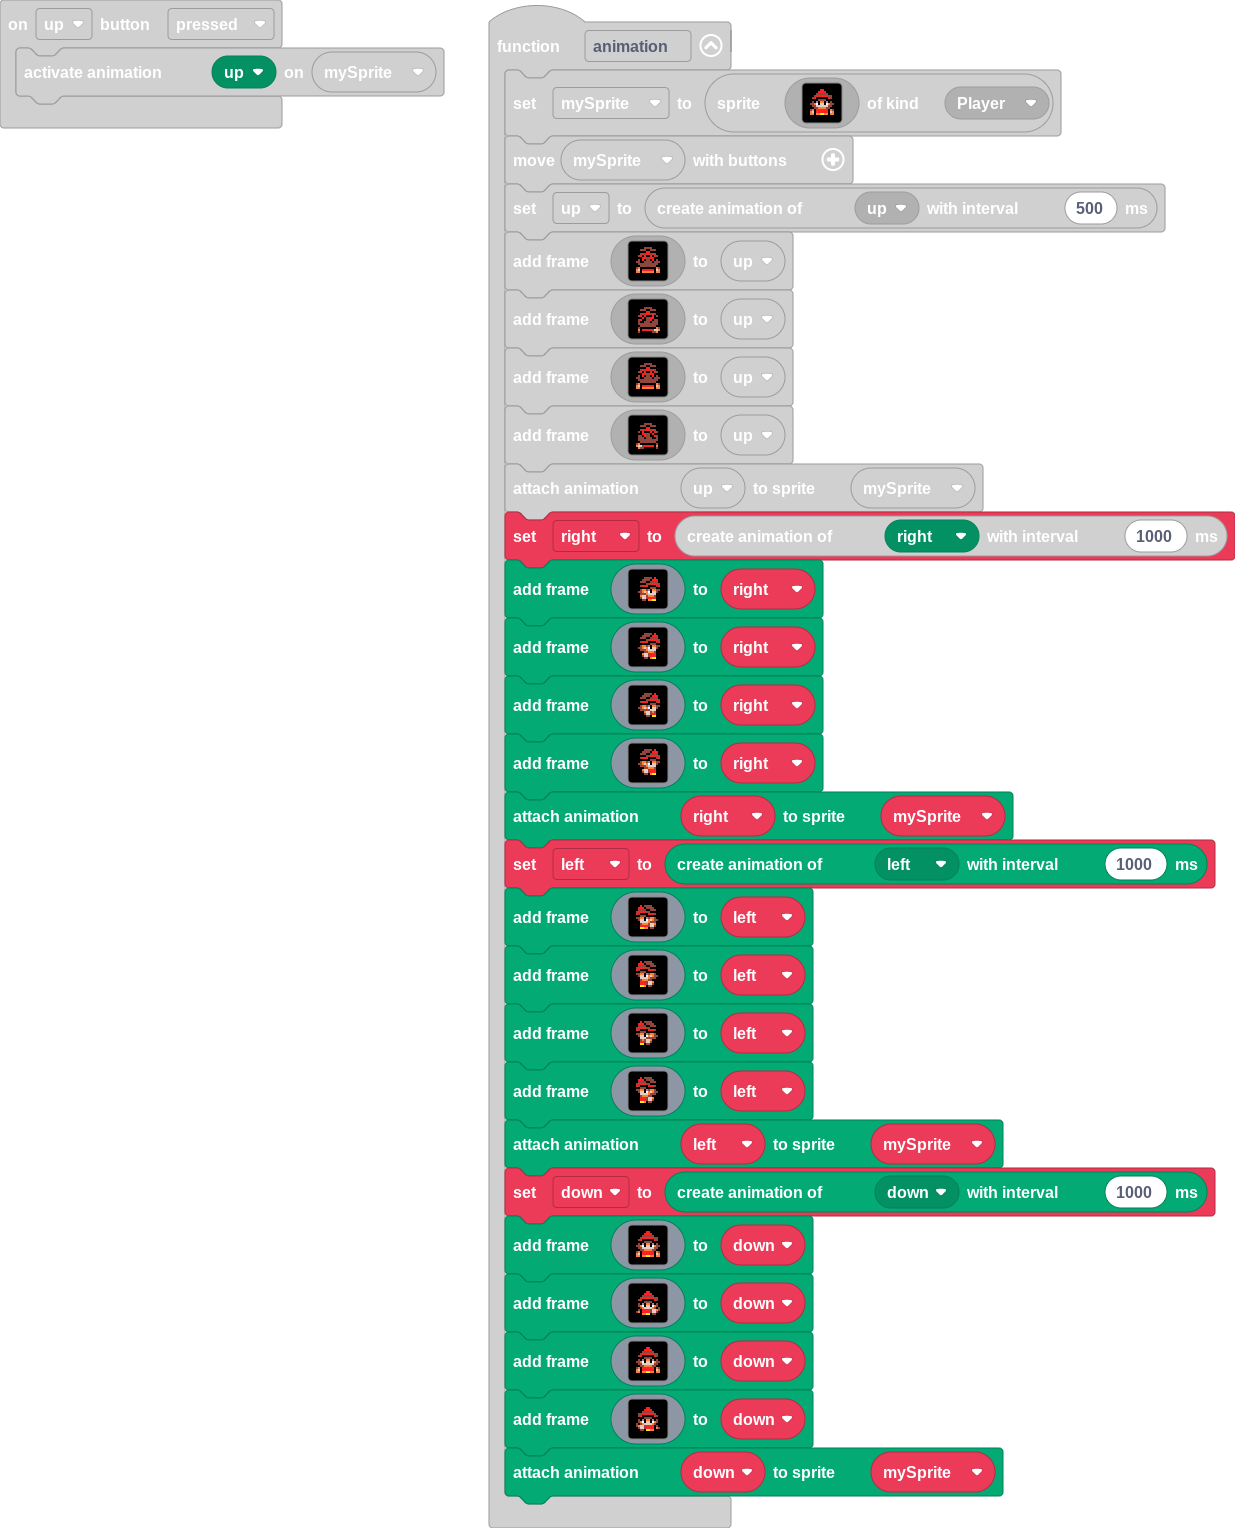 on up button pressed
activate animation up on mySprite
function animation
set mySprite to sprite of kind Player
move mySprite with buttons
set up to create animation of up with interval 500 ms
add frame to up
add frame to up
add frame to up
add frame to up
attach animation up to sprite mySprite
set right to create animation of right with interval 1000 ms
add frame to right
add frame to right
add frame to right
add frame to right
attach animation right to sprite mySprite
set left to create animation of left with interval 1000 ms
add frame to left
add frame to left
add frame to left
add frame to left
attach animation left to sprite mySprite
set down to create animation of down with interval 1000 ms
add frame to down
add frame to down
add frame to down
add frame to down
attach animation down to sprite mySprite